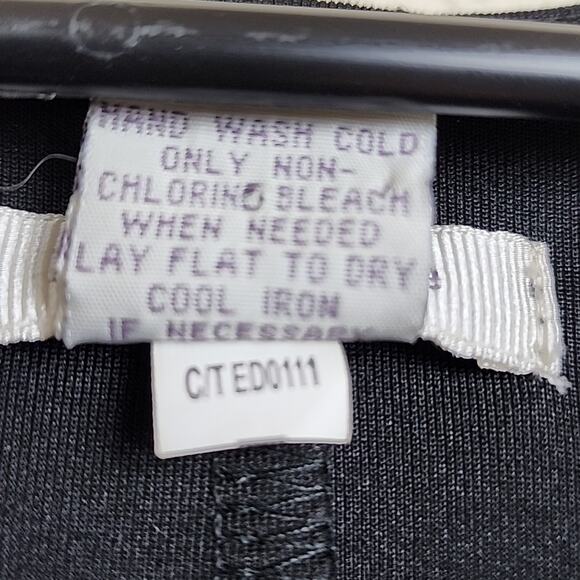 HAND WASH COLD
ONLY NON-
CHLORINE BLEACH
WHEN NEEDED
LAY FLAT TO DRY
COOL IRON
IF NECESSARY
C/T ED0111